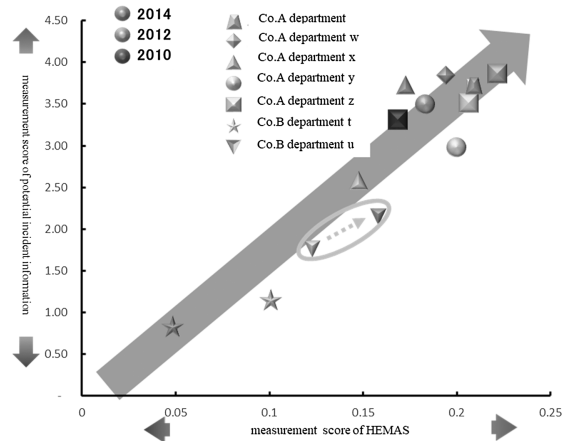 4.50
4.00
3.50
3.00
2.50
2.00
1.50
1.00
0.50
-
measurement score of potential incident information
2014
2012
2010
Co.A department t
Co.A department w
Co.A department x
Co.A department y
Co.A department z
Co.B department t
Co.B department u
0
0.05
0.1
0.15
0.2
0.25
measurement score of HEMAS